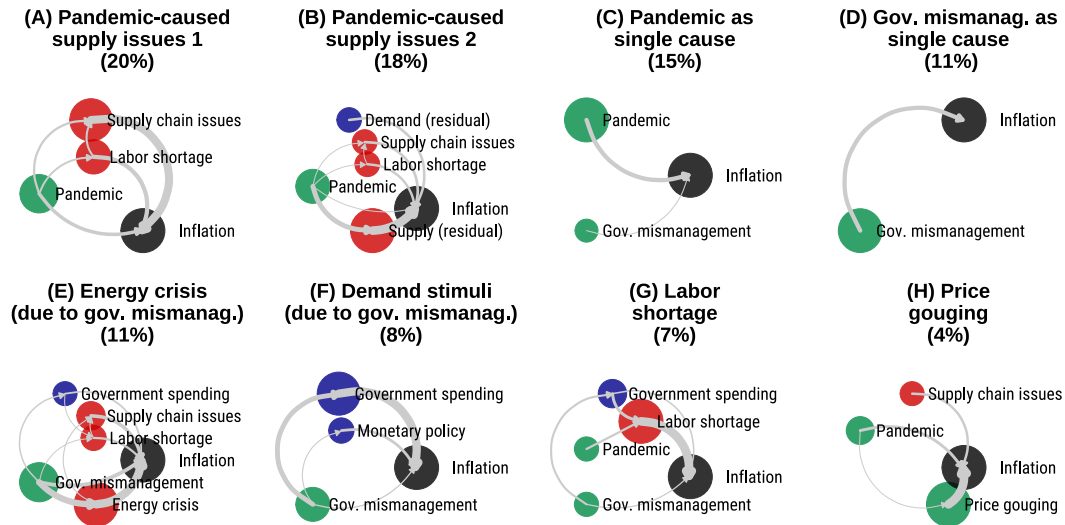 (A) Pandemic-caused
supply issues 1
(20%)
Supply chain issues
Labor shortage
Pandemic
Inflation
(B) Pandemic-caused
supply issues 2
(18%)
Demand (residual)
Supply chain issues
Labor shortage
Pandemic
Inflation
Supply (residual)
(C) Pandemic as
single cause
(15%)
Pandemic
Inflation
Gov. mismanagement
(D) Gov. mismanag. as
single cause
(11%)
Inflation
Gov. mismanagement
(E) Energy crisis
(due to gov. mismanag.)
(11%)
Government spending
Supply chain issues
Labor shortage
Inflation
Gov. mismanagement
Energy crisis
(F) Demand stimuli
(due to gov. mismanag.)
(8%)
Government spending
Monetary policy
Inflation
Gov. mismanagement
(G) Labor
shortage
(7%)
Government spending
Labor shortage
Pandemic
Inflation
Gov. mismanagement
(H) Price
gouging
(4%)
Supply chain issues
Pandemic
Inflation
Price gouging